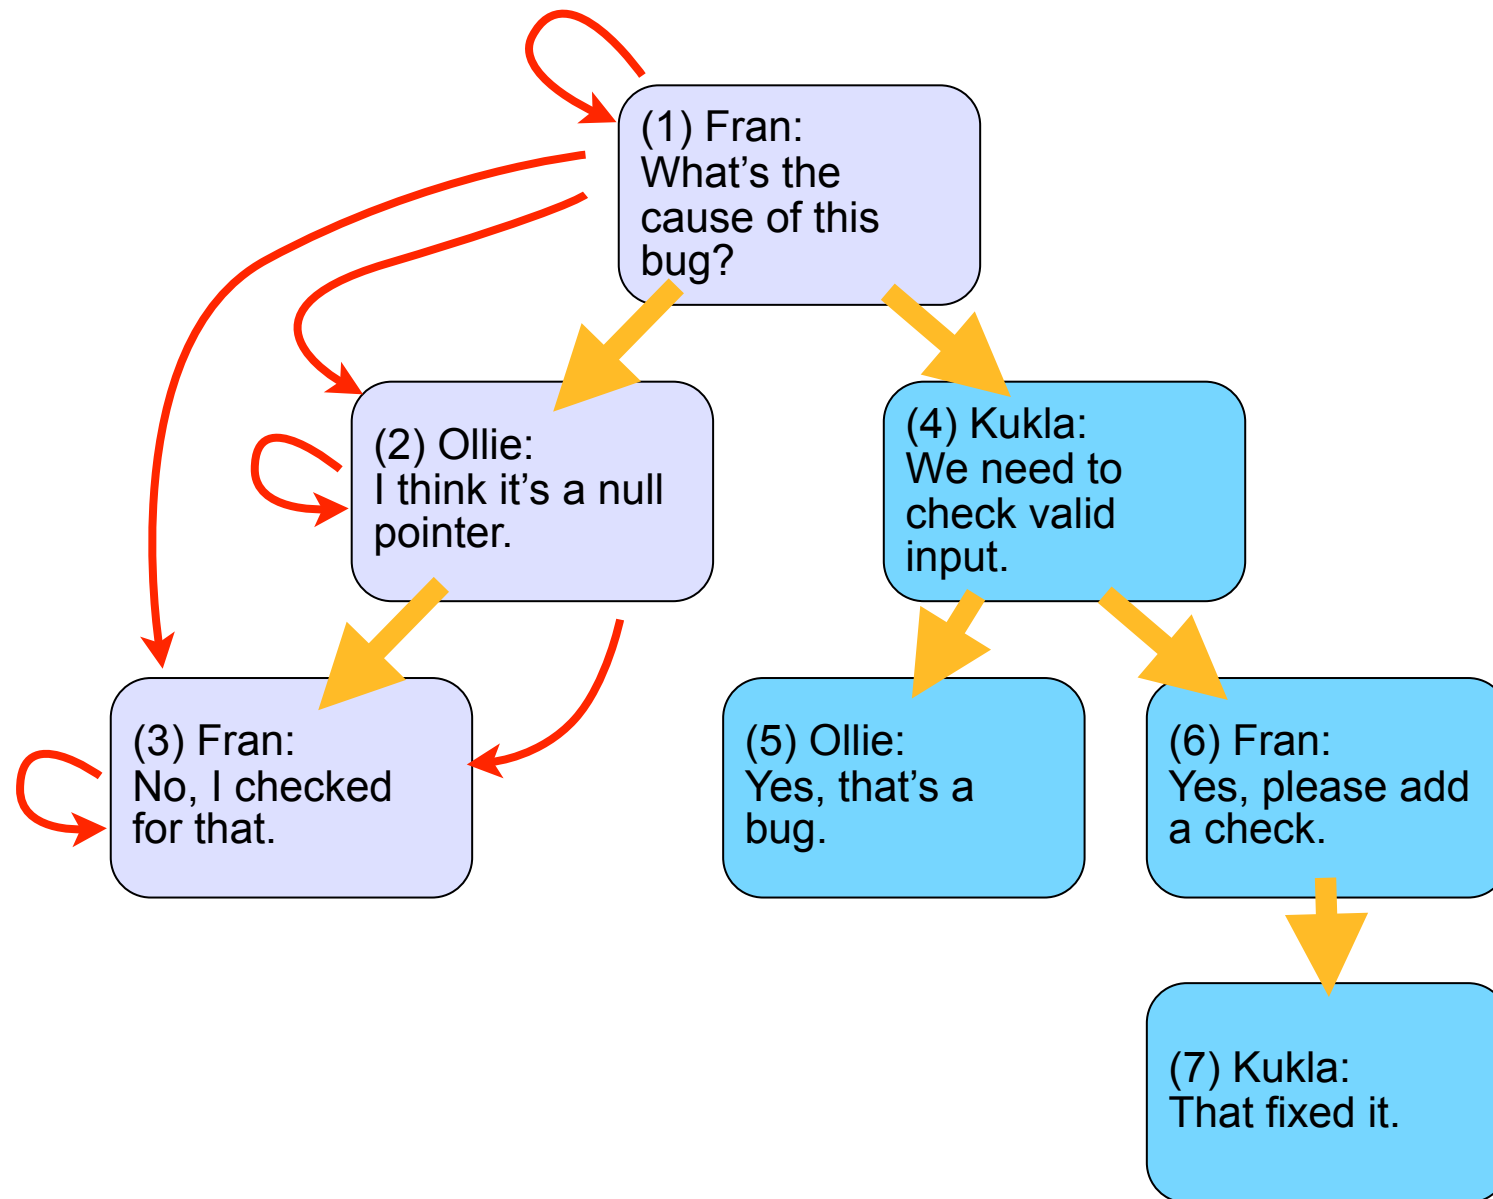 (1) Fran:
What’s the
cause of this
bug?
(2) Ollie:
I think it’s a null
pointer.
(4) Kukla:
We need to
check valid
input.
(3) Fran:
No, I checked
for that.
(5) Ollie:
Yes, that’s a
bug.
(6) Fran:
Yes, please add
a check.
(7) Kukla:
That fixed it.